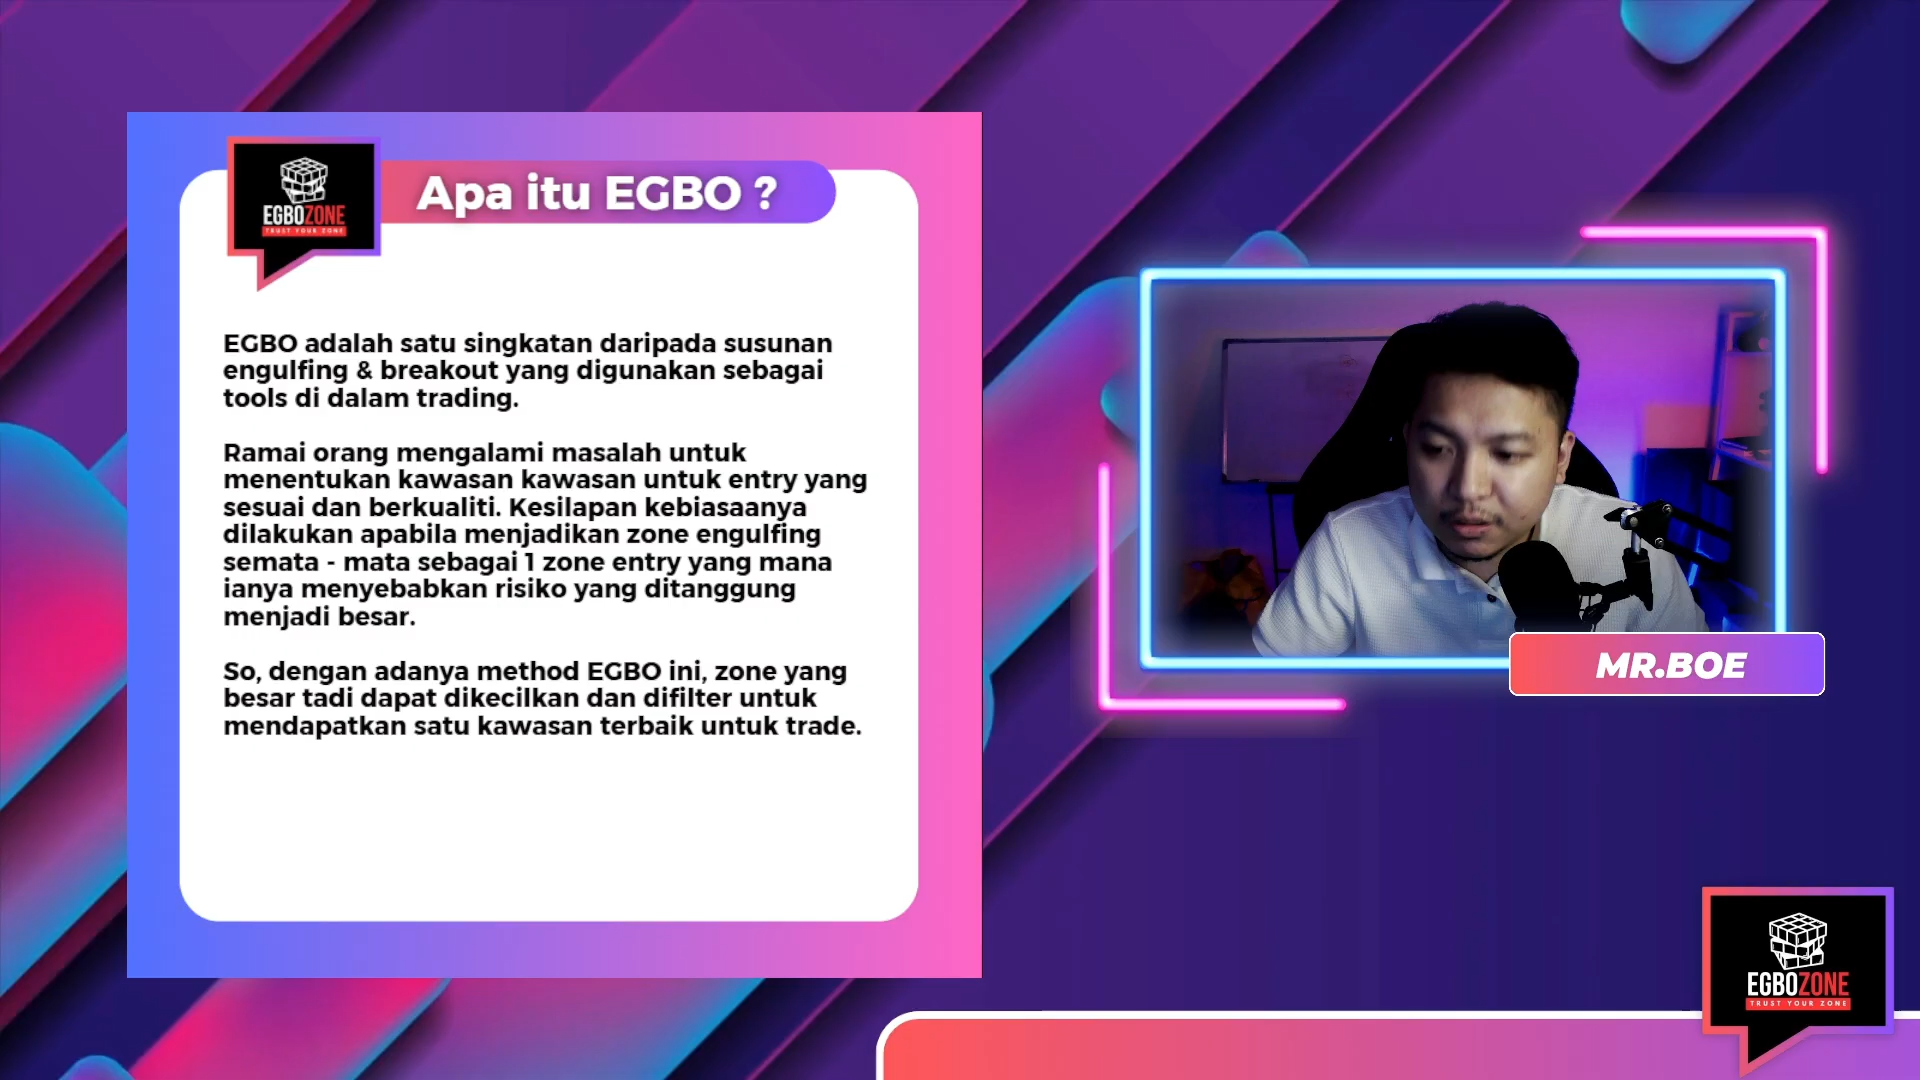 EGBOZONE
TRUST YOUR ZONE
Apa itu EGBO ?
EGBO adalah satu singkatan daripada susunan
engulfing & breakout yang digunakan sebagai
tools di dalam trading.
Ramai orang mengalami masalah untuk
menentukan kawasan kawasan untuk entry yang
sesuai dan berkualiti. Kesilapan kebiasaanya
dilakukan apabila menjadikan zone engulfing
semata - mata sebagai 1 zone entry yang mana
ianya menyebabkan risiko yang ditanggung
menjadi besar.
So, dengan adanya method EGBO ini, zone yang
besar tadi dapat dikecilkan dan difilter untuk
mendapatkan satu kawasan terbaik untuk trade.
MR.BOE
EGBOZONE
TRUST YOUR ZONE